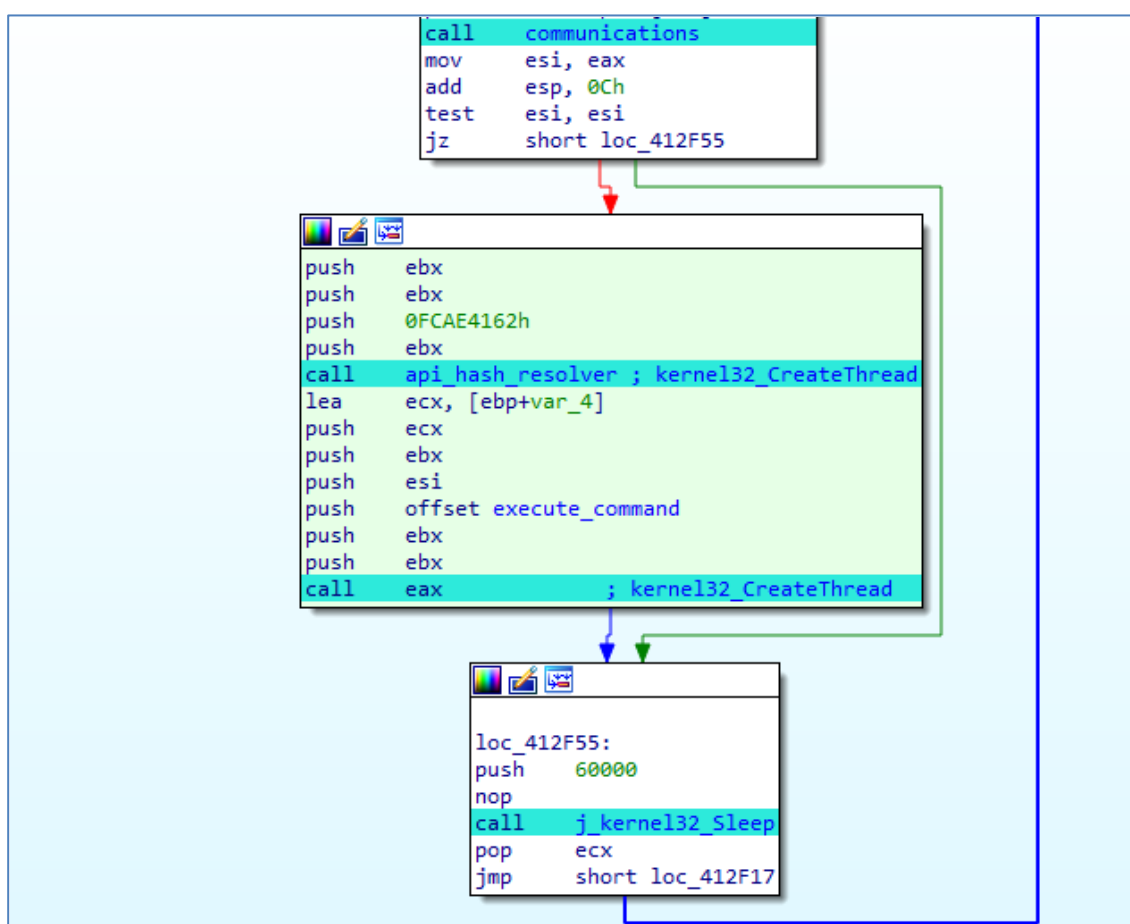 call communications
mov esi, eax
add esp, 0Ch
test esi, esi
jz short loc_412F55
push ebx
push ebx
push 0FCAE4162h
push ebx
call api_hash_resolver ; kernel32_CreateThread
lea ecx, [ebp+var_4]
push ecx
push ebx
push esi
push offset execute_command
push ebx
push ebx
call eax ; kernel32_CreateThread
loc_412F55:
push 60000
nop
call j_kernel32_Sleep
pop ecx
jmp short loc_412F17